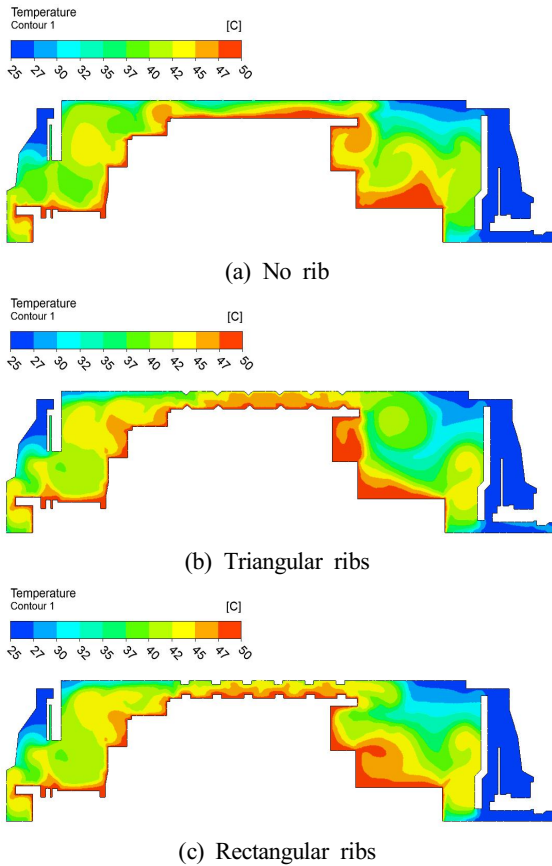 Temperature
Contour 1
[C]
25 27 30 32 35 37 40 42 45 47 50
(a) No rib
Temperature
Contour 1
[C]
25 27 30 32 35 37 40 42 45 47 50
(b) Triangular ribs
Temperature
Contour 1
[C]
25 27 30 32 35 37 40 42 45 47 50
(c) Rectangular ribs